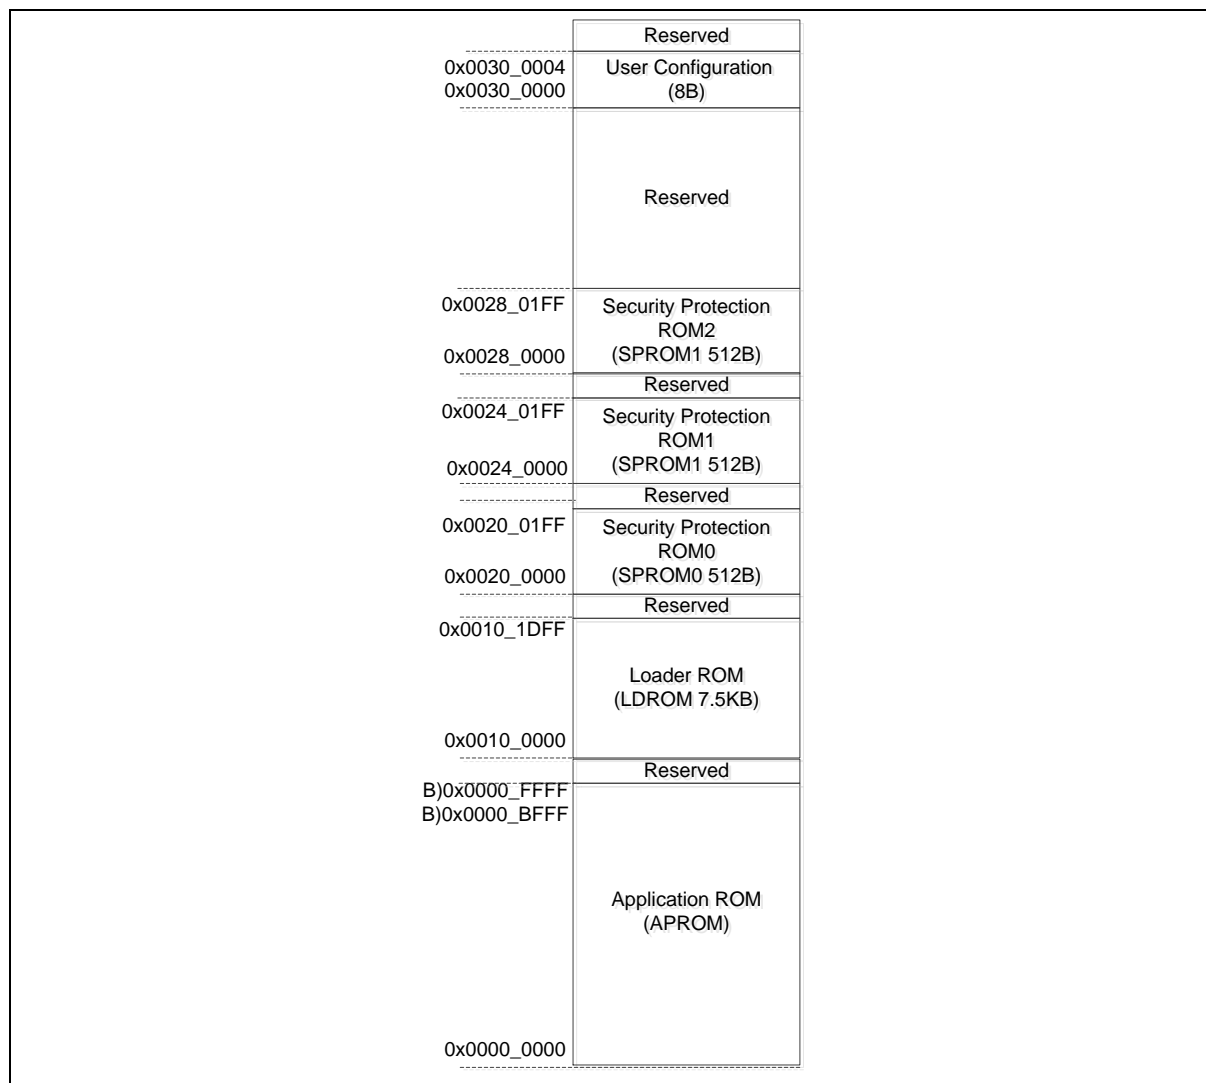 Reserved
0x0030_0004
0x0030_0000
User Configuration
(8B)
Reserved
0x0028_01FF
0x0028_0000
Security Protection
ROM2
(SPROM1 512B)
Reserved
0x0024_01FF
0x0024_0000
Security Protection
ROM1
(SPROM1 512B)
Reserved
0x0020_01FF
0x0020_0000
Security Protection
ROM0
(SPROM0 512B)
Reserved
0x0010_1DFF
0x0010_0000
Loader ROM
(LDROM 7.5KB)
Reserved
B)0x0000_FFFF
B)0x0000_BFFF
Application ROM
(APROM)
0x0000_0000